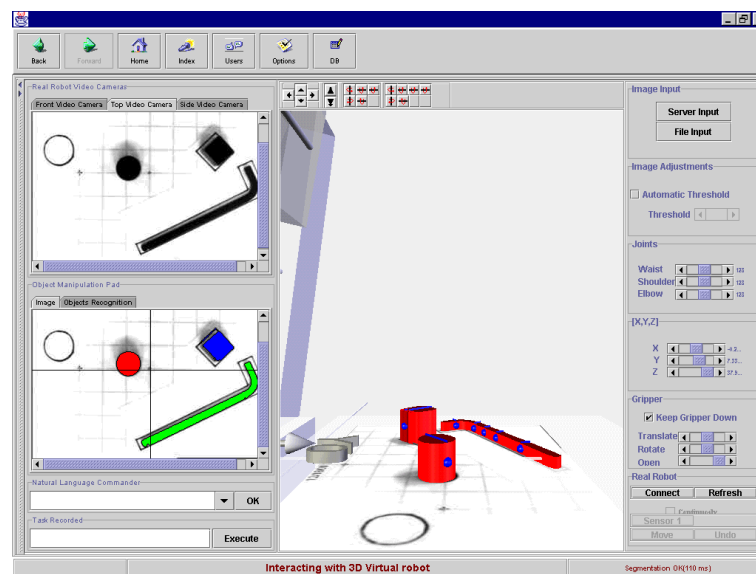 Back
Forward
Home
Index
Users
Options
DB
Real Robot Video Cameras
Front Video Camera
Top Video Camera
Side Video Camera
Object Manipulation Pad
Image
Objects Recognition
Natural Language Commander
OK
Task Recorded
Execute
Image Input
Server Input
File Input
Image Adjustments
Automatic Threshold
Threshold
Joints
Waist 123
Shoulder 123
Elbow 123
[X,Y,Z]
X
Y
Z
Gripper
Keep Gripper Down
Translate
Rotate
Open
Real Robot
Connect
Refresh
Sensor 1
Move
Undo
Interacting with 3D Virtual robot
Segmentation OK(110 ms)